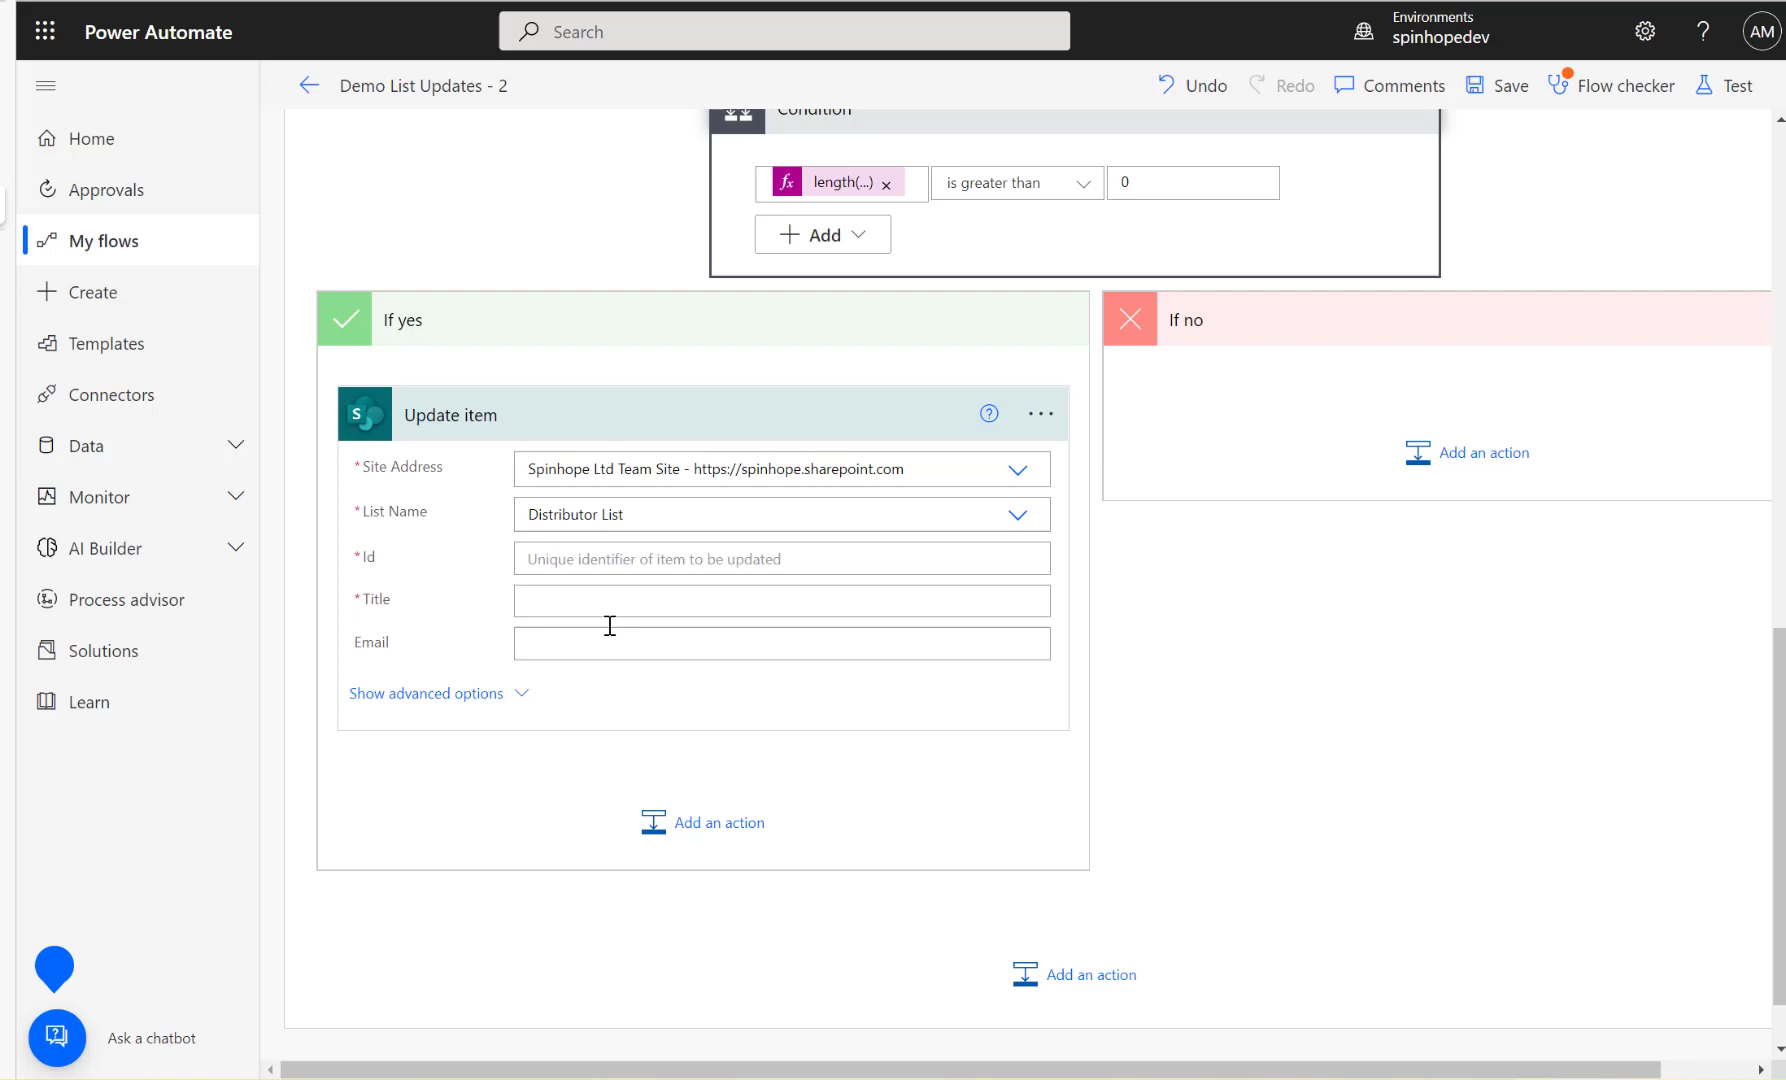 Power Automate
Search
Environments
spinhopedev
?
AM
Demo List Updates - 2
Undo
Redo
Comments
Save
Flow checker
Test
Home
Approvals
My flows
Create
Templates
Connectors
Data
Monitor
AI Builder
Process advisor
Solutions
Learn
Ask a chatbot
Condition
fx length(...) ×
is greater than
0
+ Add
If yes
Update item
?
...
* Site Address
Spinhope Ltd Team Site - https://spinhope.sharepoint.com
* List Name
Distributor List
* Id
Unique identifier of item to be updated
* Title
Email
Show advanced options
Add an action
If no
Add an action
Add an action